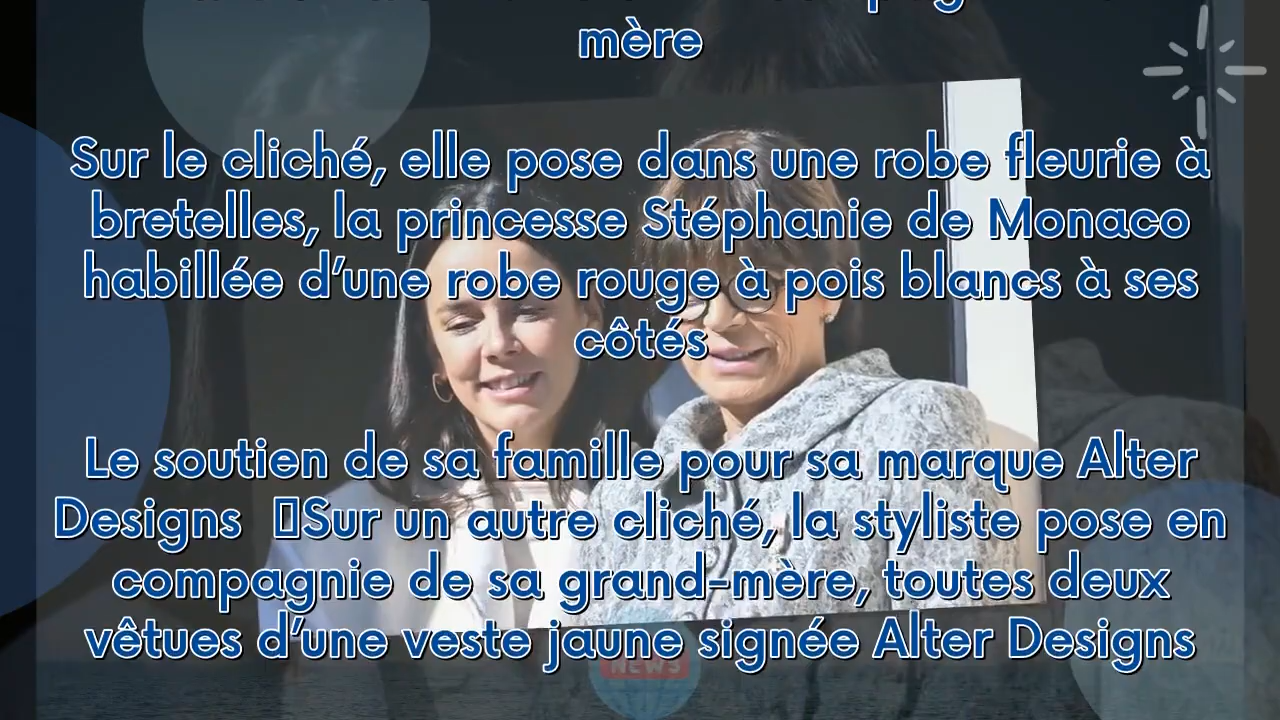 mère
Sur le cliché, elle pose dans une robe fleurie à
bretelles, la princesse Stéphanie de Monaco
habillée d’une robe rouge à pois blancs à ses
côtés
Le soutien de sa famille pour sa marque Alter
Designs Sur un autre cliché, la styliste pose en
compagnie de sa grand-mère, toutes deux
vêtues d’une veste jaune signée Alter Designs
NEWS